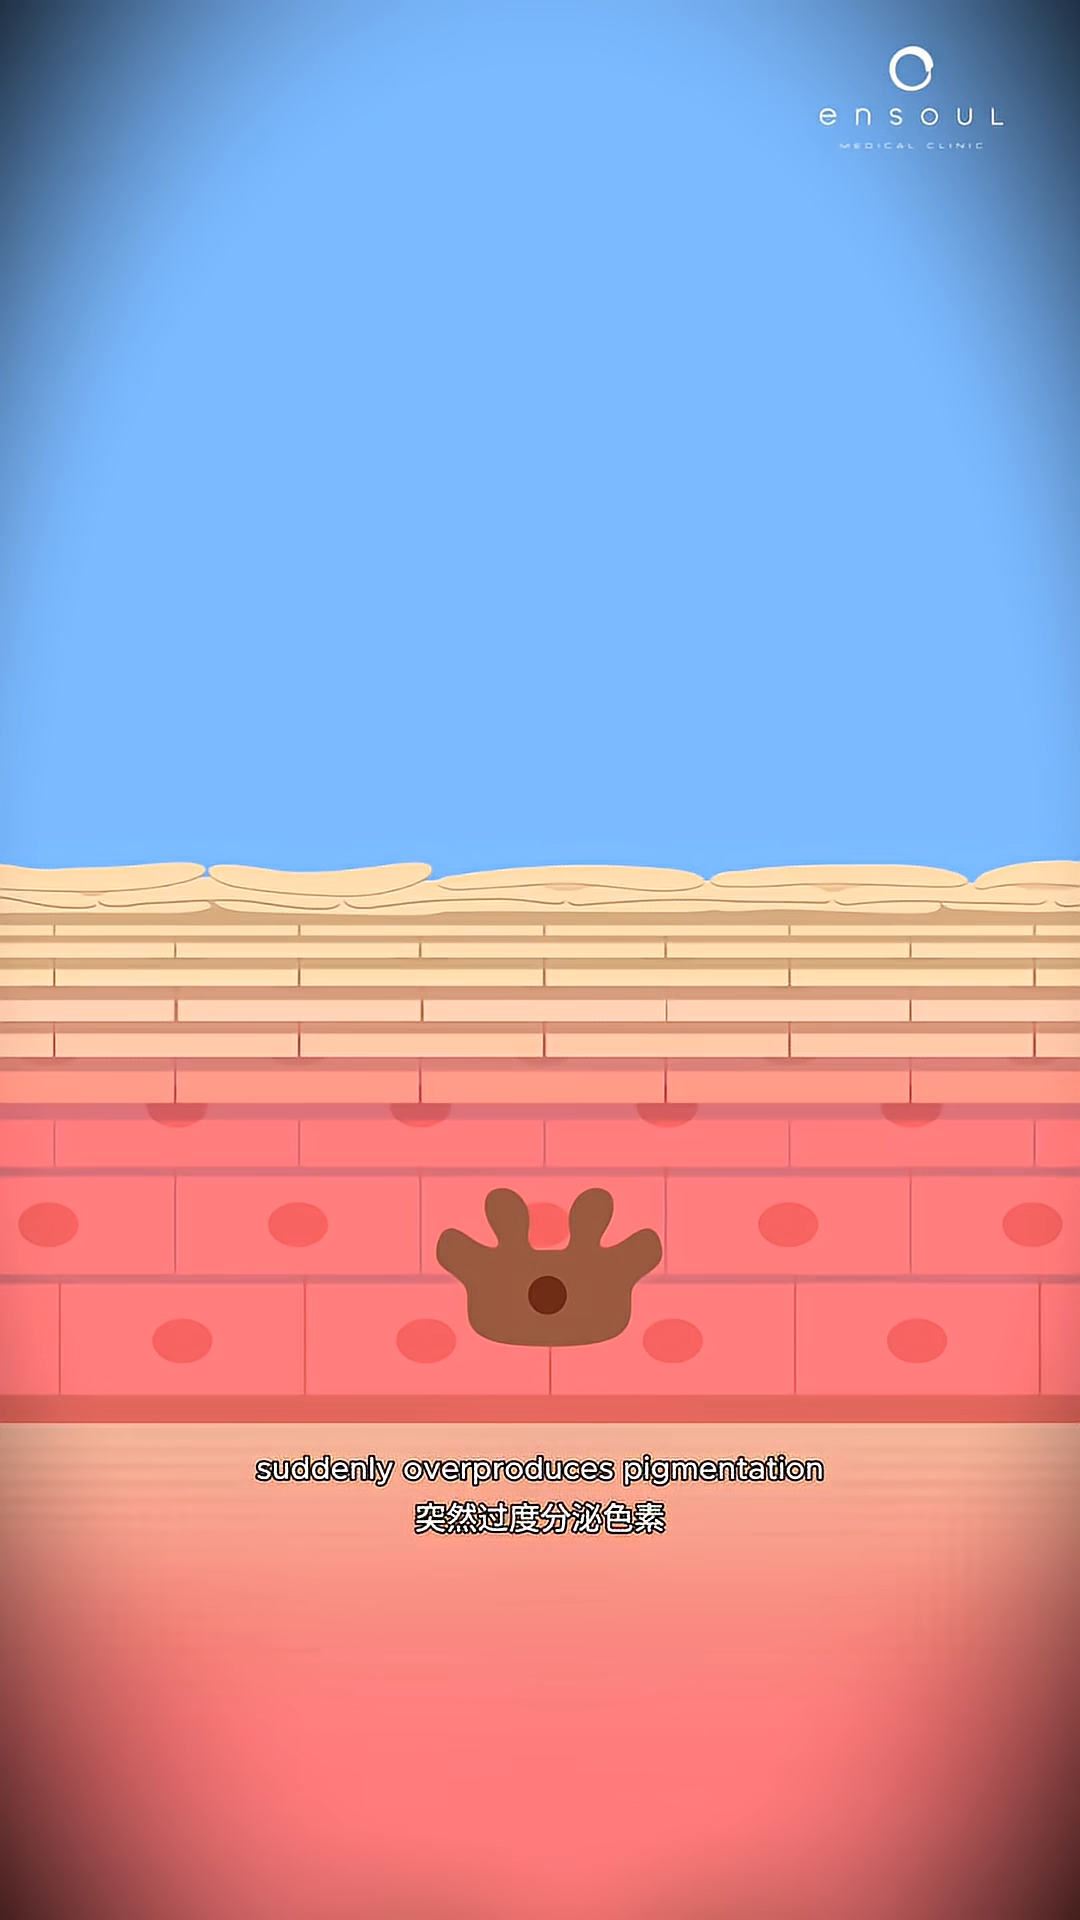 ensoul
MEDICAL CLINIC
suddenly overproduces pigmentation
突然过度分泌色素